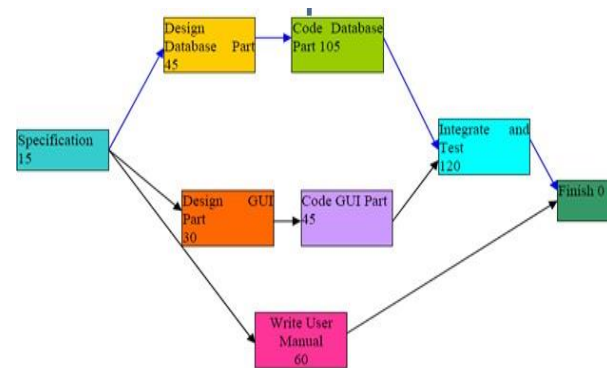 Design
Database Part
45
Code Database
Part 105
Specification
15
Integrate and
Test
120
Design GUI
Part
30
Code GUI Part
45
Finish 0
Write User
Manual
60